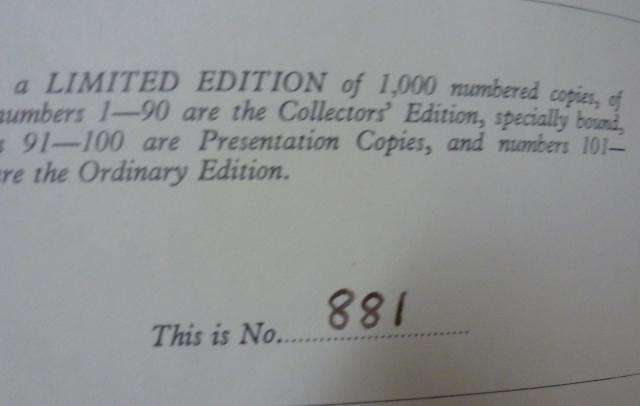 a LIMITED EDITION of 1,000 numbered copies, of
numbers 1—90 are the Collectors' Edition, specially bound,
s 91—100 are Presentation Copies, and numbers 101—
re the Ordinary Edition.
This is No. 881